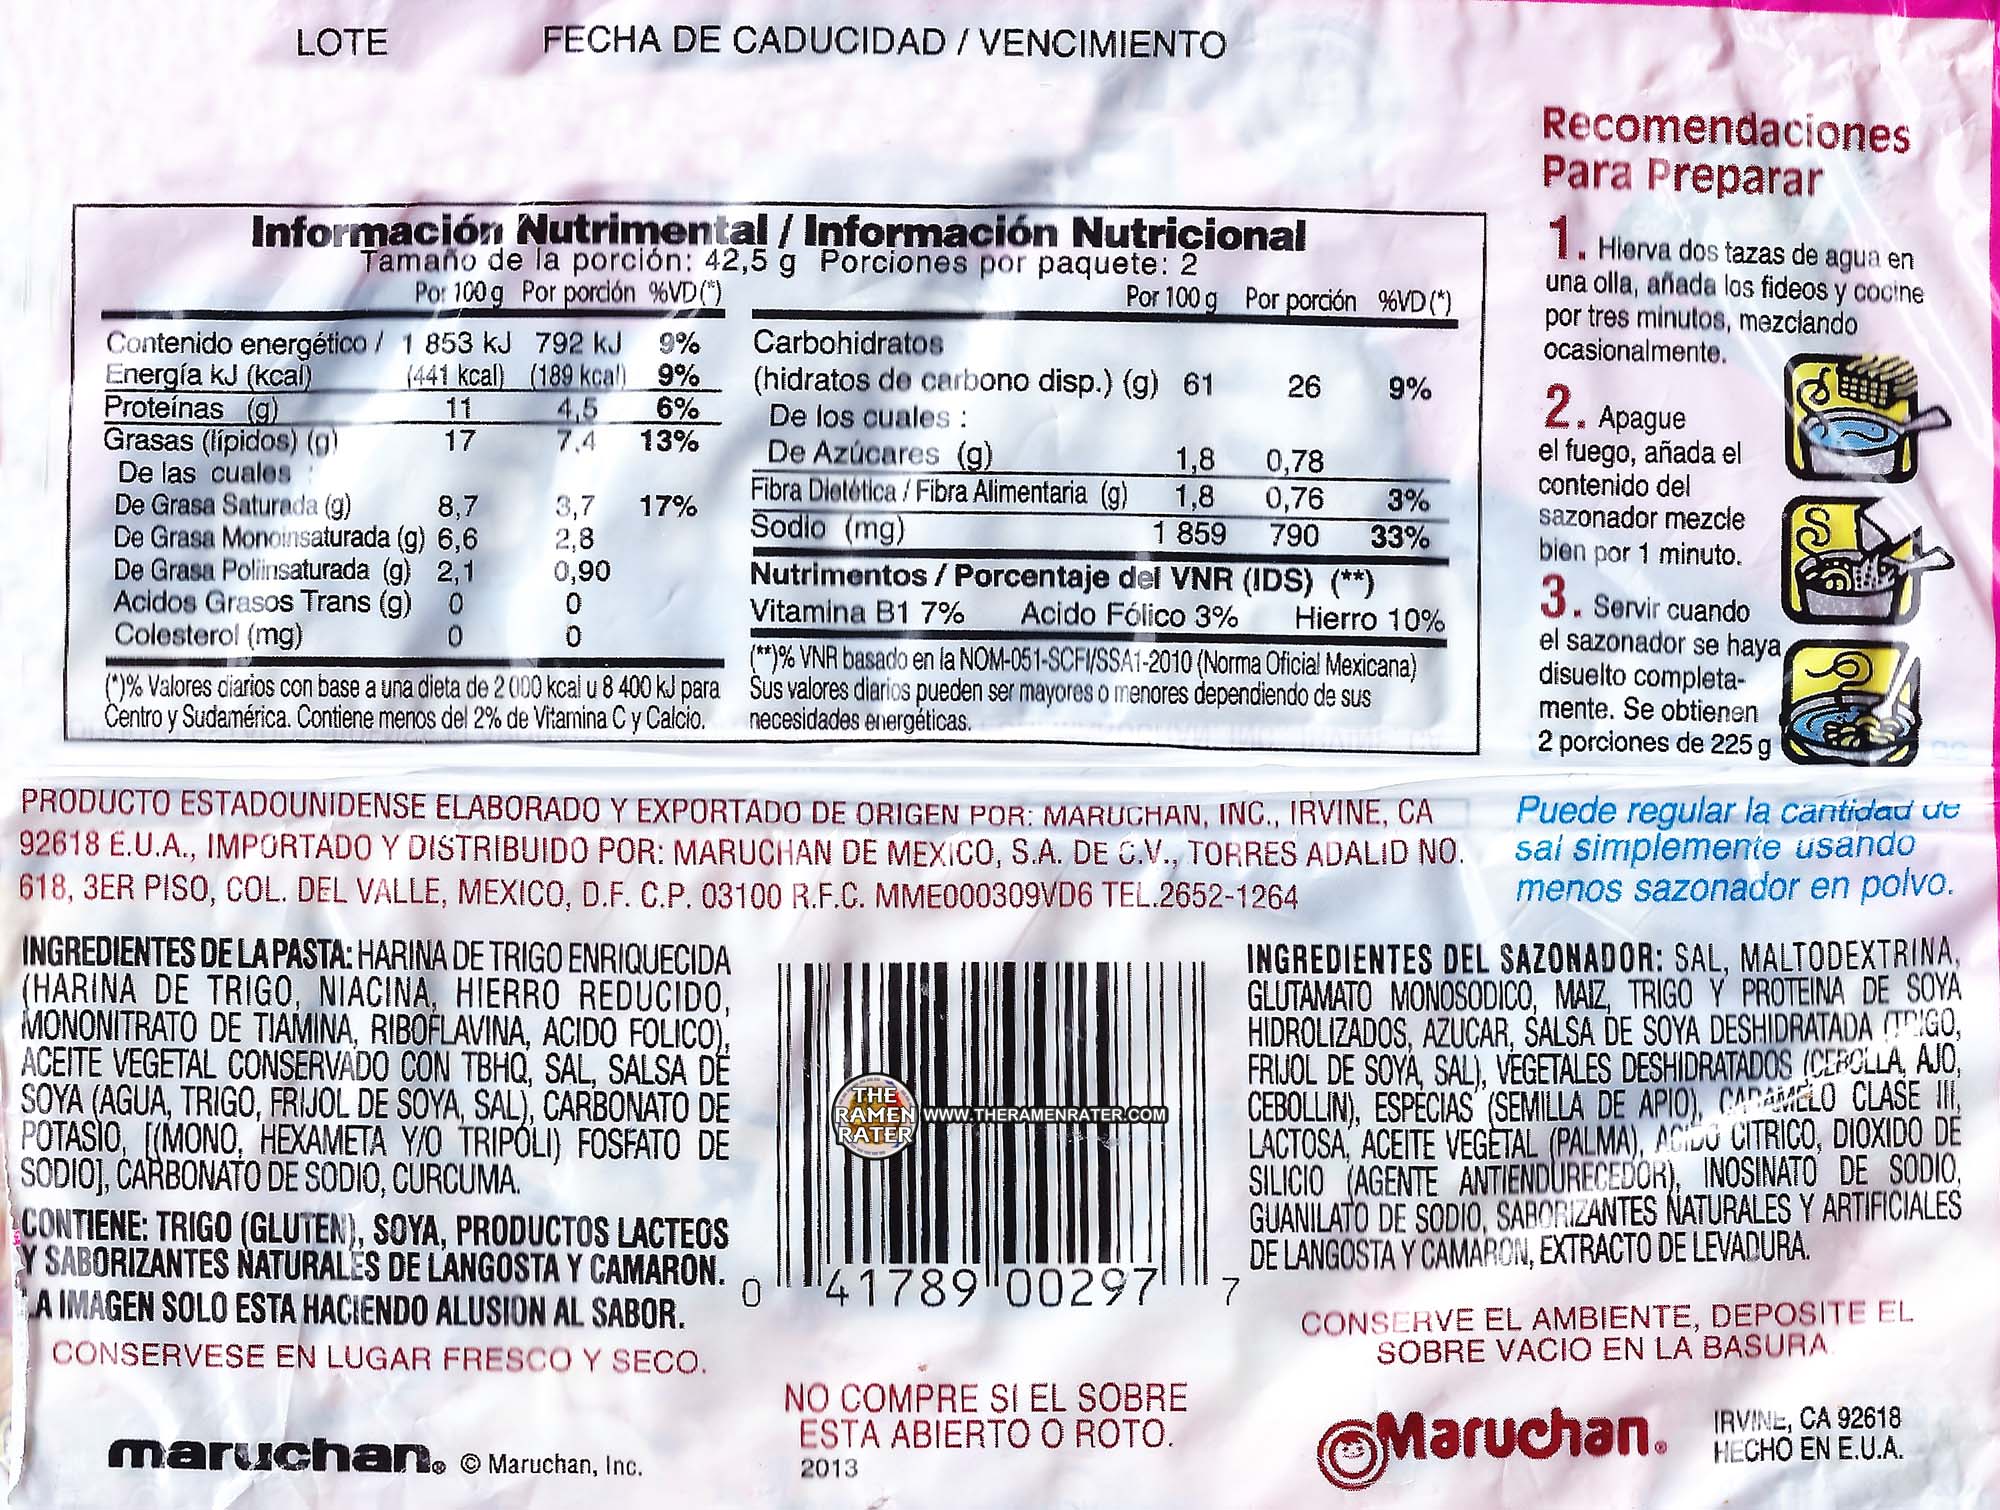 LOTE
FECHA DE CADUCIDAD / VENCIMIENTO
Información Nutrimental / Información Nutricional
Tamaño de la porción: 42,5 g Porciones por paquete: 2
Por 100 g Por porción %VD(*)
Contenido energético / 1 853 kJ 792 kJ 9%
Energía kJ (kcal) (441 kcal) (189 kcal) 9%
Proteínas (g) 11 4,5 6%
Grasas (lípidos) (g) 17 7,4 13%
De las cuales :
De Grasa Saturada (g) 8,7 3,7 17%
De Grasa Monoinsaturada (g) 6,6 2,8
De Grasa Poliinsaturada (g) 2,1 0,90
Acidos Grasos Trans (g) 0 0
Colesterol (mg) 0 0
(*)% Valores diarios con base a una dieta de 2 000 kcal u 8 400 kJ para
Centro y Sudamérica. Contiene menos del 2% de Vitamina C y Calcio.
Por 100 g Por porción %VD(*)
Carbohidratos
(hidratos de carbono disp.) (g) 61 26 9%
De los cuales :
De Azúcares (g) 1,8 0,78
Fibra Dietética / Fibra Alimentaria (g) 1,8 0,76 3%
Sodio (mg) 1 859 790 33%
Nutrimentos / Porcentaje del VNR (IDS) (**)
Vitamina B1 7% Acido Fólico 3% Hierro 10%
(**)% VNR basado en la NOM-051-SCFI/SSA1-2010 (Norma Oficial Mexicana)
Sus valores diarios pueden ser mayores o menores dependiendo de sus
necesidades energéticas.
Recomendaciones
Para Preparar
1. Hierva dos tazas de agua en
una olla, añada los fideos y cocine
por tres minutos, mezclando
ocasionalmente.
2. Apague
el fuego, añada el
contenido del
sazonador mezcle
bien por 1 minuto.
3. Servir cuando
el sazonador se haya
disuelto completa-
mente. Se obtienen
2 porciones de 225 g
Puede regular la cantidad de
sal simplemente usando
menos sazonador en polvo.
PRODUCTO ESTADOUNIDENSE ELABORADO Y EXPORTADO DE ORIGEN POR: MARUCHAN, INC., IRVINE, CA
92618 E.U.A., IMPORTADO Y DISTRIBUIDO POR: MARUCHAN DE MEXICO, S.A. DE C.V., TORRES ADALID NO.
618, 3ER PISO, COL. DEL VALLE, MEXICO, D.F. C.P. 03100 R.F.C. MME000309VD6 TEL.2652-1264
INGREDIENTES DE LA PASTA: HARINA DE TRIGO ENRIQUECIDA
(HARINA DE TRIGO, NIACINA, HIERRO REDUCIDO,
MONONITRATO DE TIAMINA, RIBOFLAVINA, ACIDO FOLICO),
ACEITE VEGETAL CONSERVADO CON TBHQ, SAL, SALSA DE
SOYA (AGUA, TRIGO, FRIJOL DE SOYA, SAL), CARBONATO DE
POTASIO, [(MONO, HEXAMETA Y/O TRIPOLI) FOSFATO DE
SODIO], CARBONATO DE SODIO, CURCUMA.
CONTIENE: TRIGO (GLUTEN), SOYA, PRODUCTOS LACTEOS
Y SABORIZANTES NATURALES DE LANGOSTA Y CAMARON.
LA IMAGEN SOLO ESTA HACIENDO ALUSION AL SABOR.
CONSERVESE EN LUGAR FRESCO Y SECO.
maruchan® © Maruchan, Inc.
THE
RAMEN
RATER
WWW.THERAMENRATER.COM
0 41789 00297 7
NO COMPRE SI EL SOBRE
ESTA ABIERTO O ROTO.
2013
INGREDIENTES DEL SAZONADOR: SAL, MALTODEXTRINA,
GLUTAMATO MONOSODICO, MAIZ, TRIGO Y PROTEINA DE SOYA
HIDROLIZADOS, AZUCAR, SALSA DE SOYA DESHIDRATADA (TRIGO,
FRIJOL DE SOYA, SAL), VEGETALES DESHIDRATADOS (CEBOLLA, AJO,
CEBOLLIN), ESPECIAS (SEMILLA DE APIO), CARAMELO CLASE III,
LACTOSA, ACEITE VEGETAL (PALMA), ACIDO CITRICO, DIOXIDO DE
SILICIO (AGENTE ANTIENDURECEDOR), INOSINATO DE SODIO,
GUANILATO DE SODIO, SABORIZANTES NATURALES Y ARTIFICIALES
DE LANGOSTA Y CAMARON, EXTRACTO DE LEVADURA.
CONSERVE EL AMBIENTE, DEPOSITE EL
SOBRE VACIO EN LA BASURA
Maruchan®
IRVINE, CA 92618
HECHO EN E.U.A.